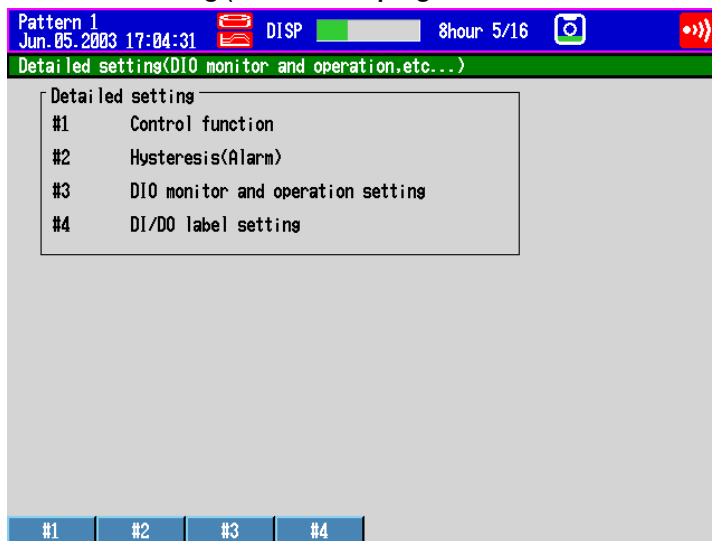 Pattern 1
Jun.05.2003 17:04:31
DISP
8hour 5/16
Detailed setting(DIO monitor and operation,etc...)
Detailed setting
#1 Control function
#2 Hysteresis(Alarm)
#3 DIO monitor and operation setting
#4 DI/DO label setting
#1 #2 #3 #4